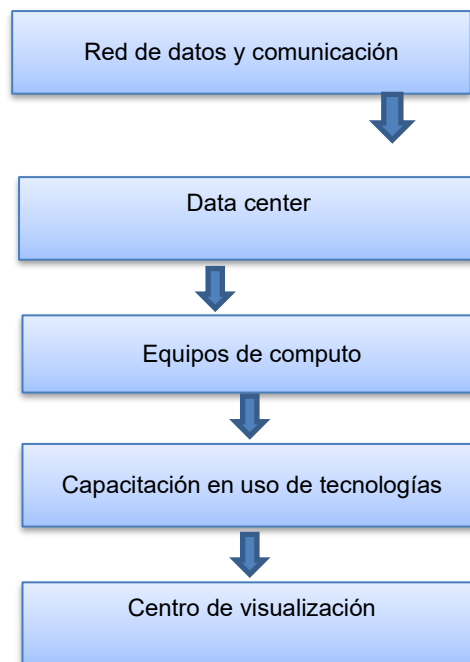 Red de datos y comunicación
Data center
Equipos de computo
Capacitación en uso de tecnologías
Centro de visualización